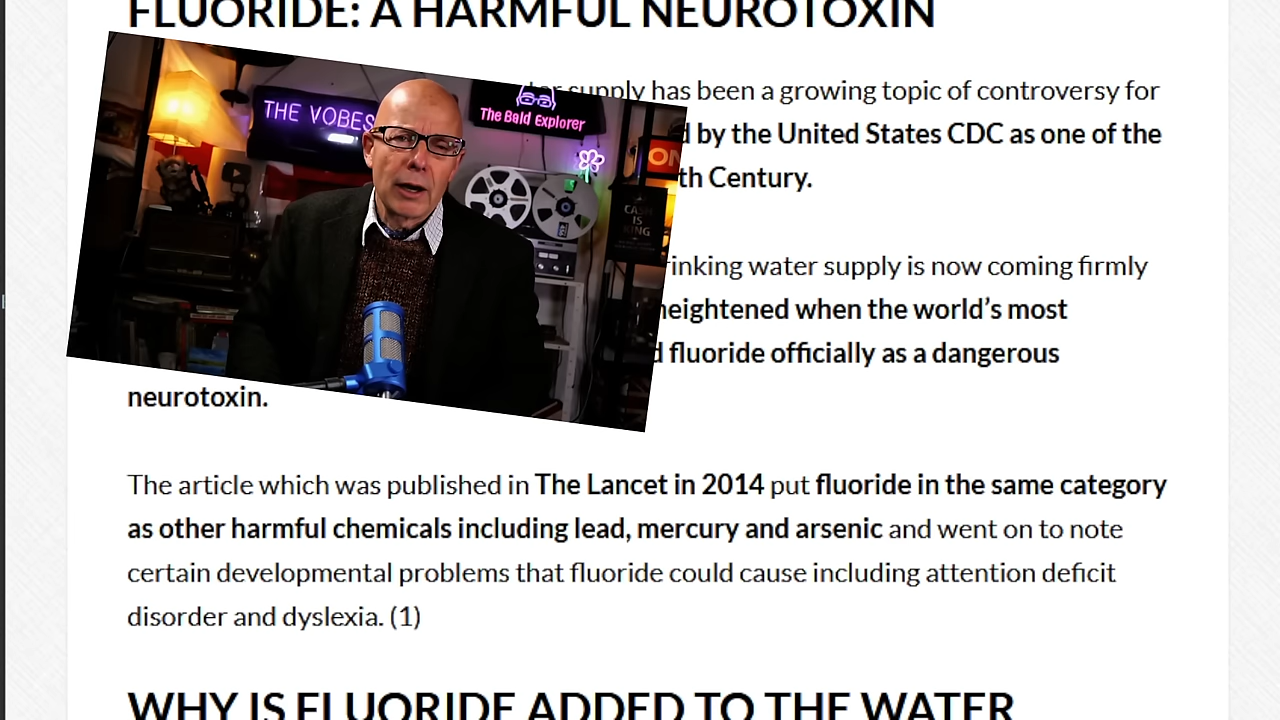 FLUORIDE: A HARMFUL NEUROTOXIN
supply has been a growing topic of controversy for
by the United States CDC as one of the
th Century.
THE VOBES
The Bald Explorer
ON
CASH
IS
KING
rinking water supply is now coming firmly
heightened when the world's most
fluoride officially as a dangerous
neurotoxin.
The article which was published in The Lancet in 2014 put fluoride in the same category
as other harmful chemicals including lead, mercury and arsenic and went on to note
certain developmental problems that fluoride could cause including attention deficit
disorder and dyslexia. (1)
WHY IS FLUORIDE ADDED TO THE WATER